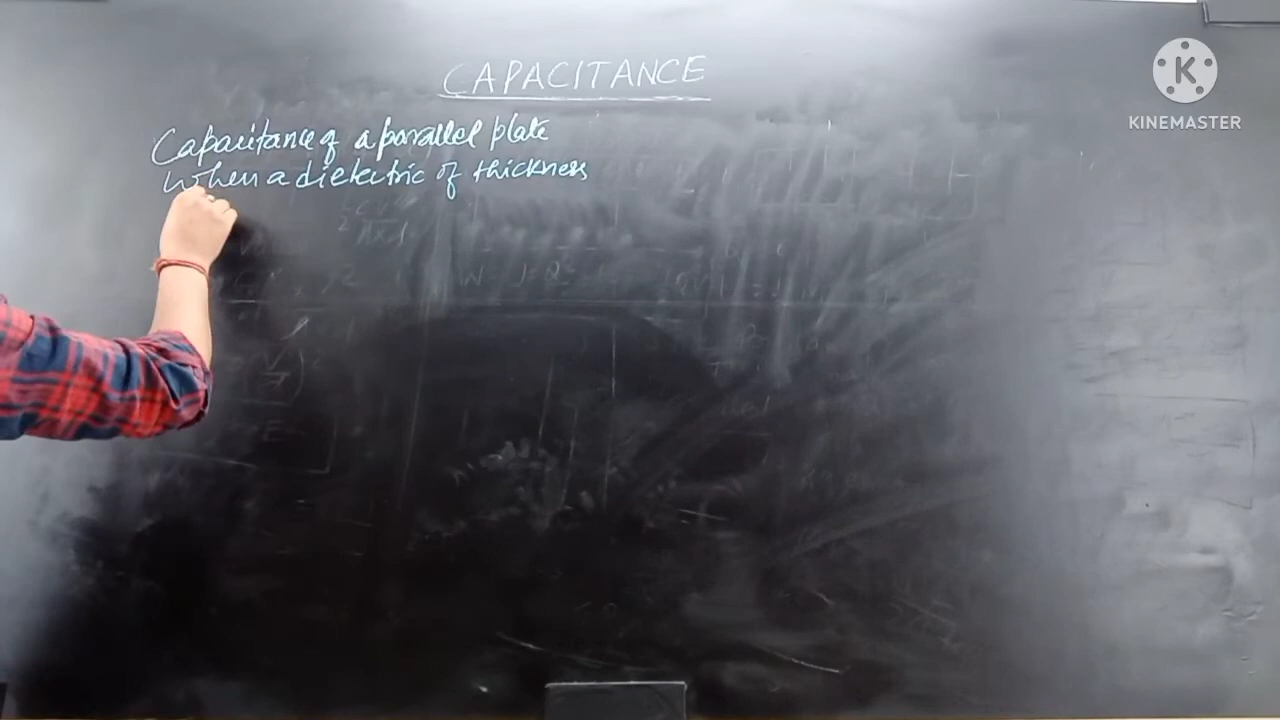 CAPACITANCE
K
KINEMASTER
Capacitance of a parallel plate
When a dielectric of thickness